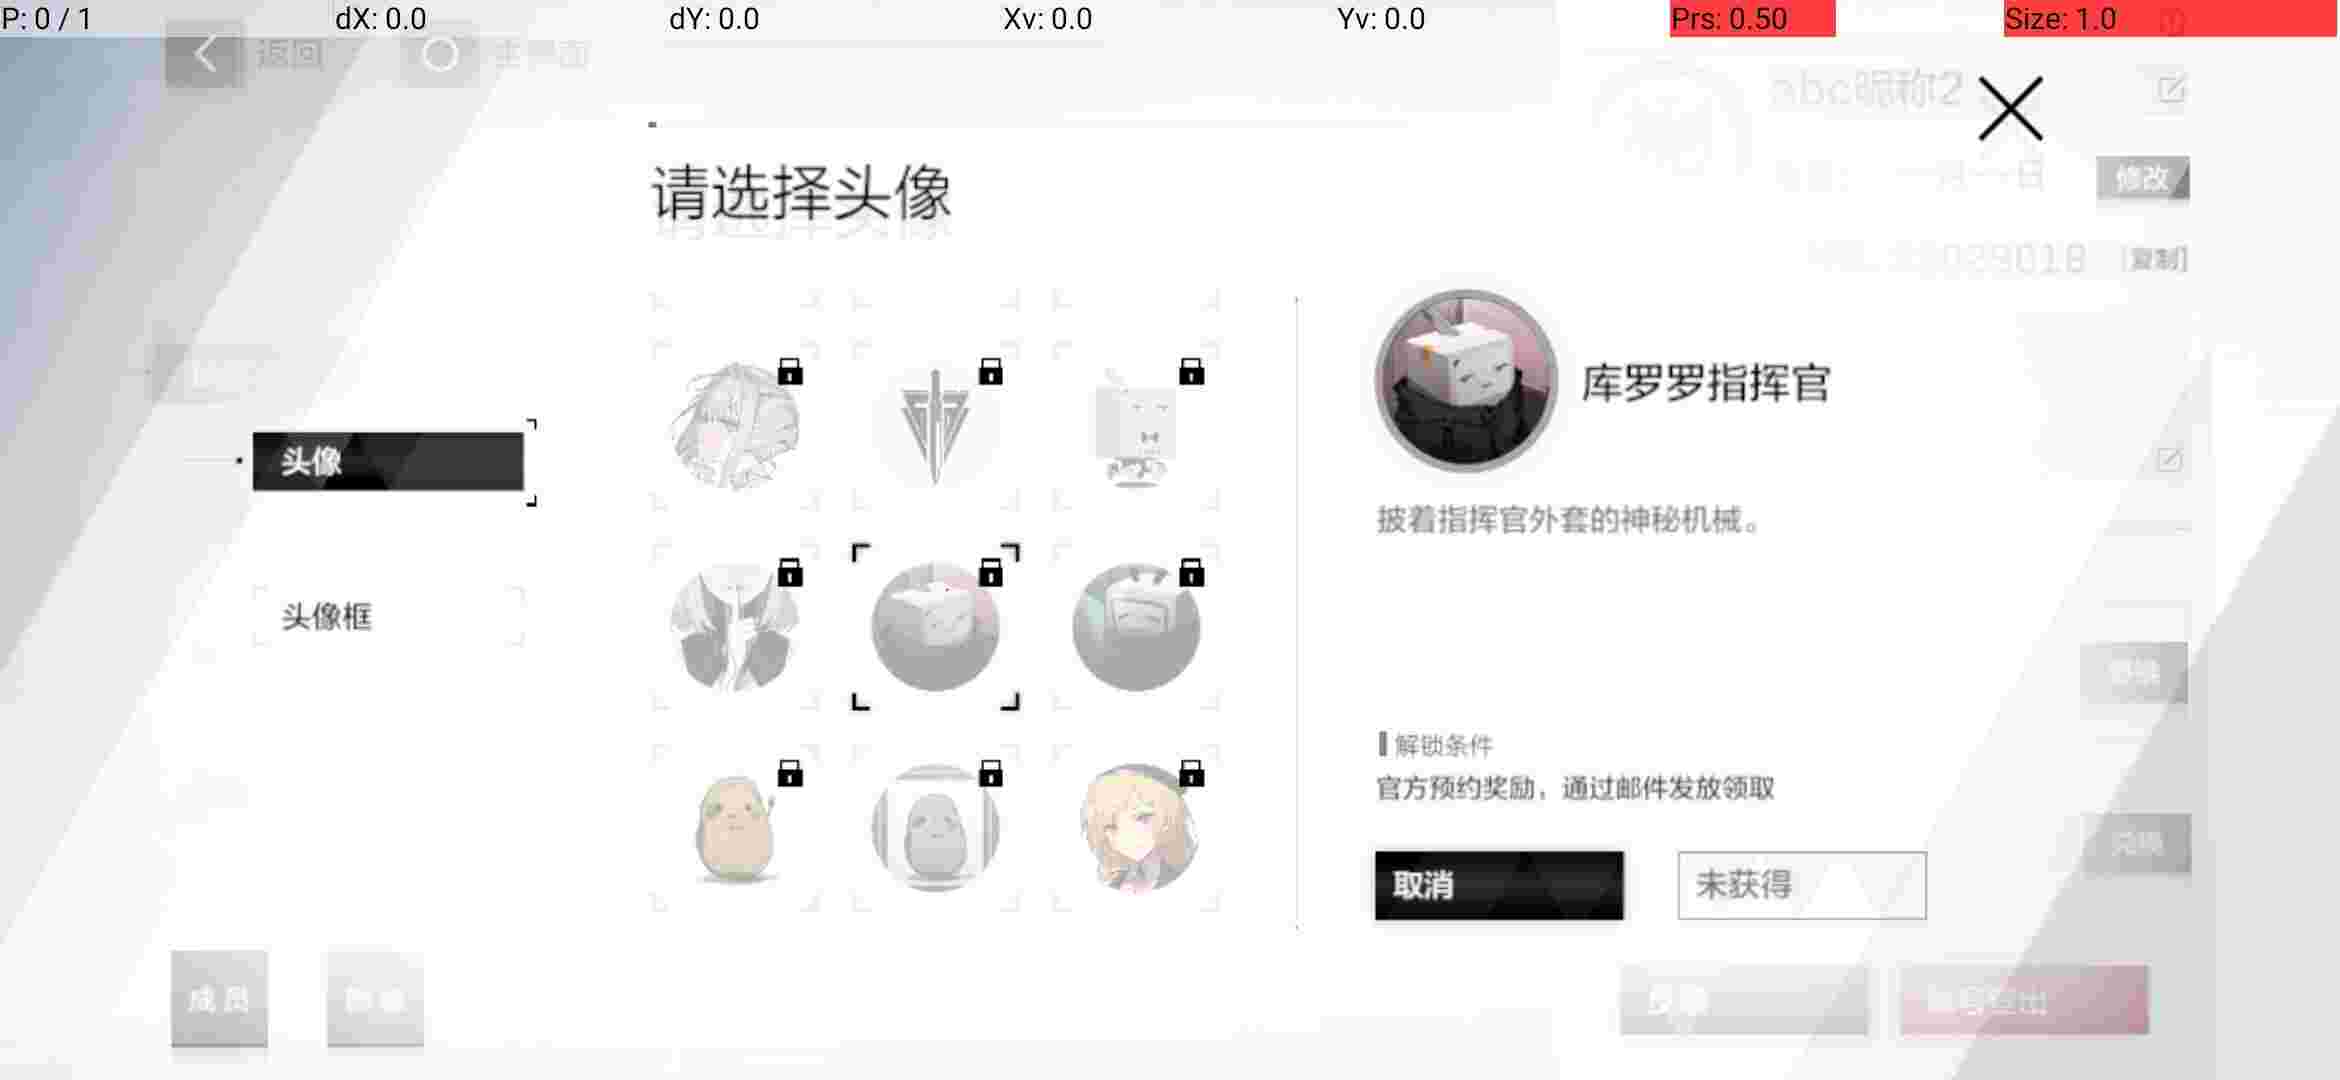 P: 0 / 1
dX: 0.0
dY: 0.0
Xv: 0.0
Yv: 0.0
Prs: 0.50
Size: 1.0
返回
主界面
abc昵称2
修改
029018
[复制]
请选择头像
头像
头像框
库罗罗指挥官
披着指挥官外套的神秘机械。
解锁条件
官方预约奖励，通过邮件发放领取
取消
未获得
兑换
成员